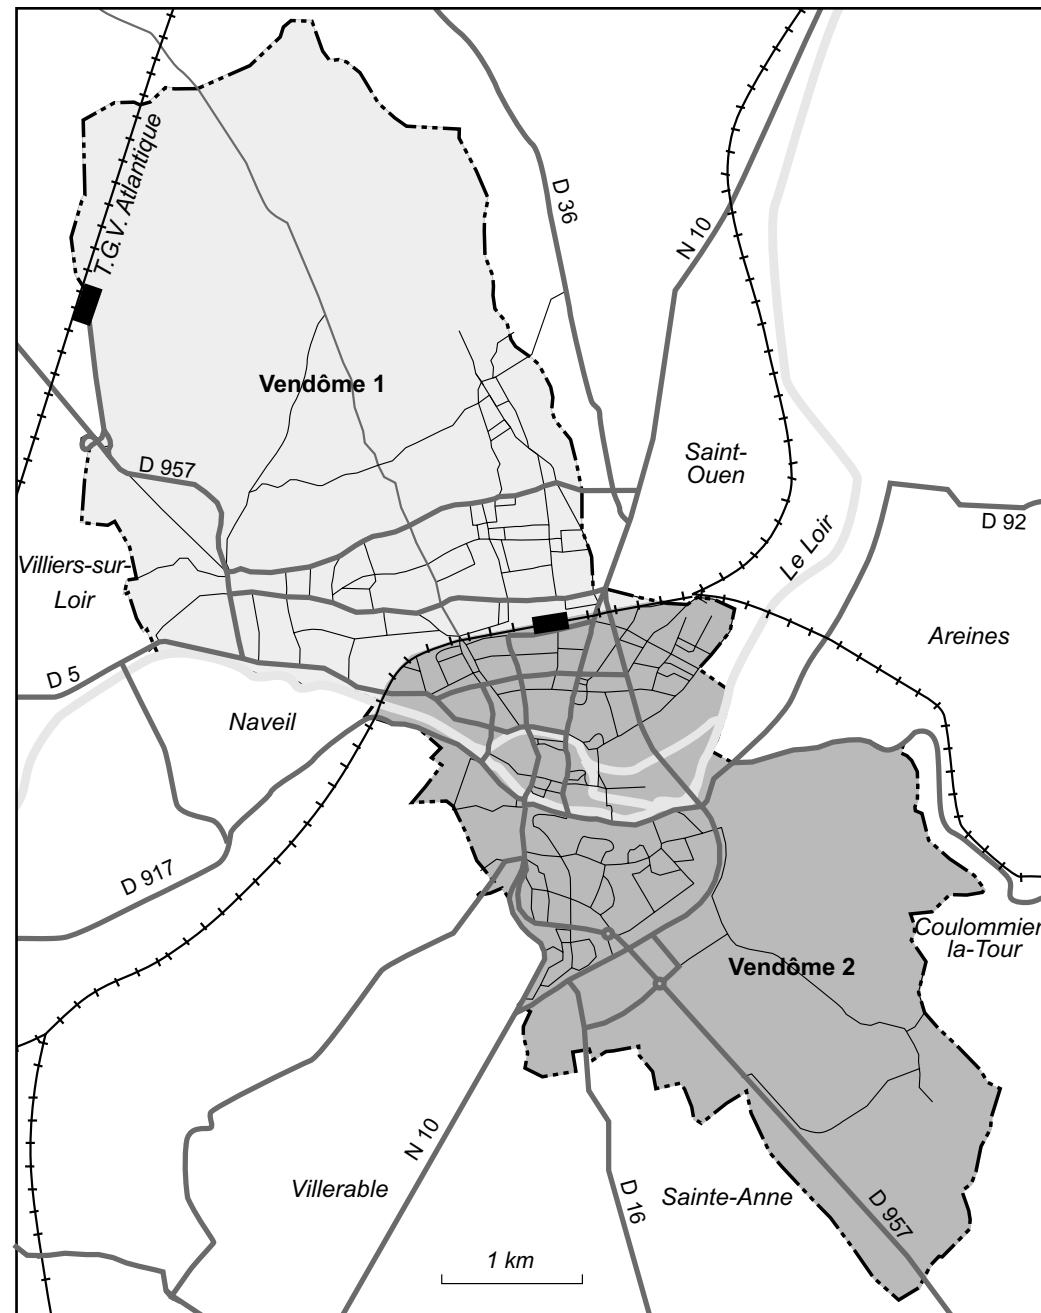 T.G.V. Atlantique
D 36
N 10
Vendôme 1
Saint-
Ouen
D 957
D 92
Le Loir
Villiers-sur-
Loir
Areines
D 5
Naveil
D 917
Coulommier
la-Tour
Vendôme 2
N 10
Villerable
D 16
Sainte-Anne
D 957
1 km